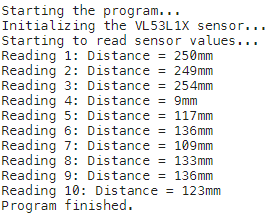 Starting the program...
Initializing the VL53L1X sensor...
Starting to read sensor values...
Reading 1: Distance = 250mm
Reading 2: Distance = 249mm
Reading 3: Distance = 254mm
Reading 4: Distance = 9mm
Reading 5: Distance = 117mm
Reading 6: Distance = 136mm
Reading 7: Distance = 109mm
Reading 8: Distance = 133mm
Reading 9: Distance = 136mm
Reading 10: Distance = 123mm
Program finished.